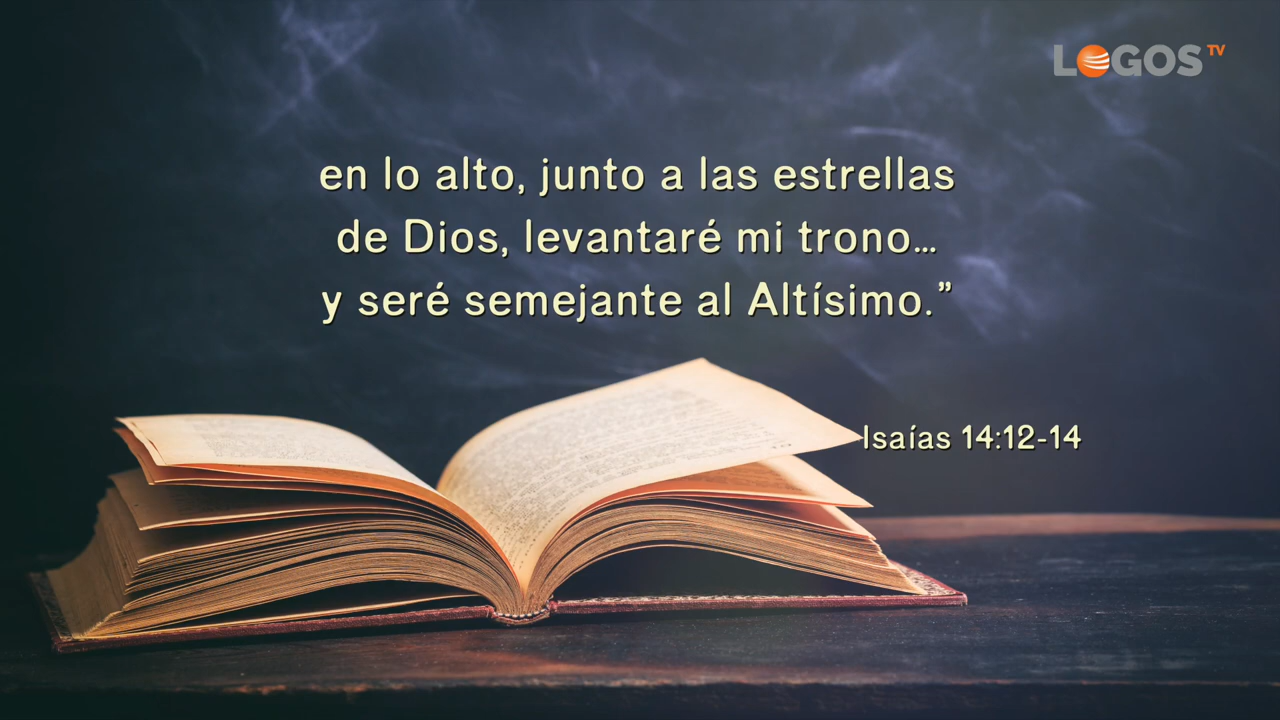 LOGOS TV
en lo alto, junto a las estrellas
de Dios, levantaré mi trono...
y seré semejante al Altísimo.”
Isaías 14:12-14